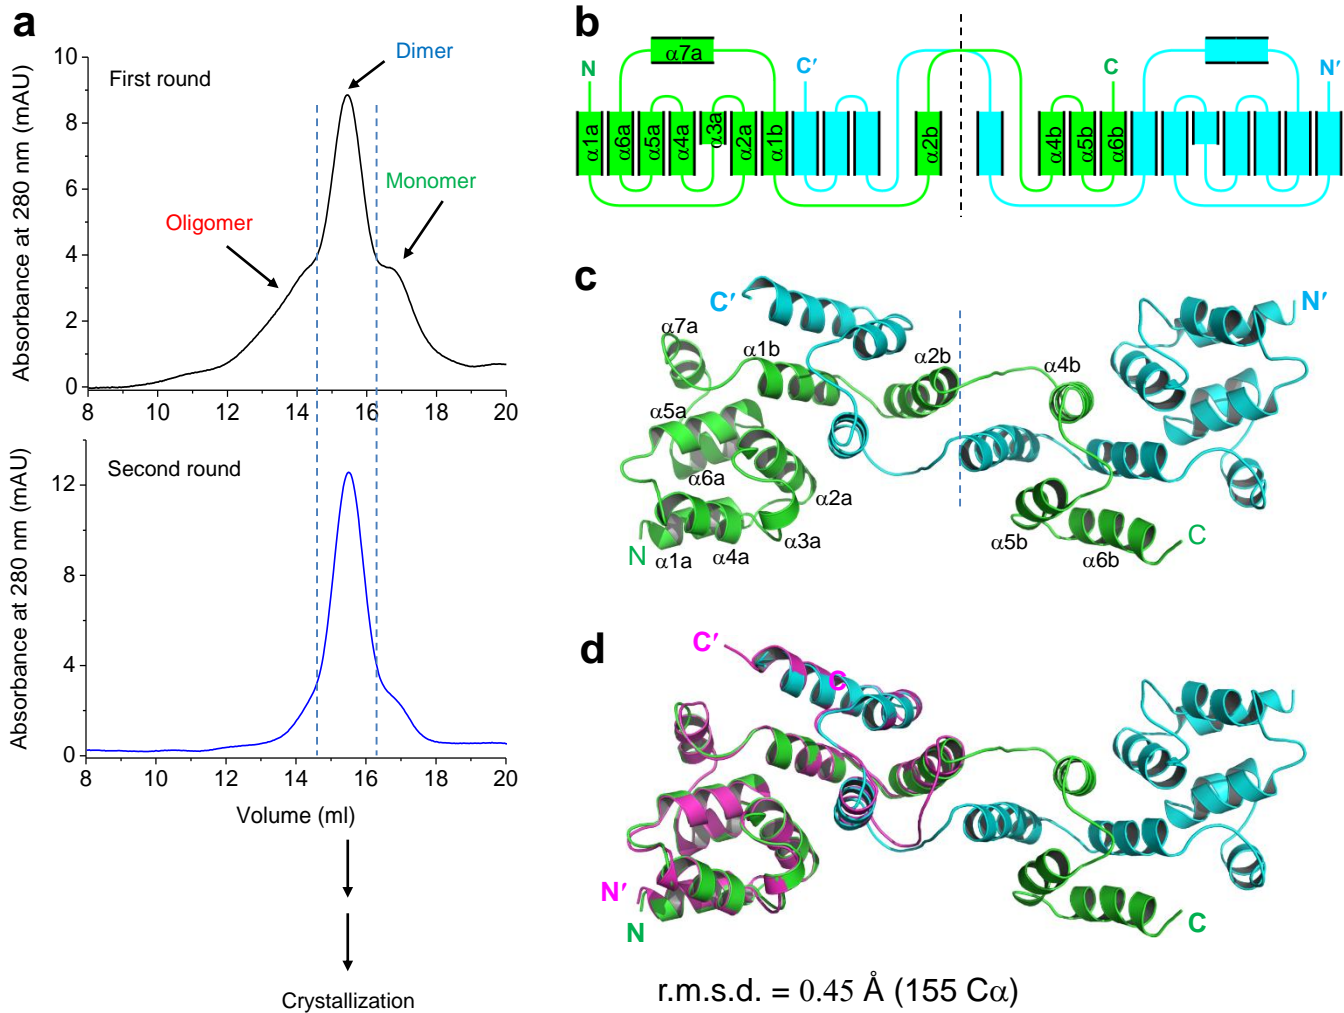 a
First round
Dimer
Monomer
Oligomer
Absorbance at 280 nm (mAU)
10
8
6
4
2
0
8 10 12 14 16 18 20
Second round
Absorbance at 280 nm (mAU)
12
8
4
0
8 10 12 14 16 18 20
Volume (ml)
Crystallization
b
N α7a C′ C N′
α1a α6a α5a α4a α3a α2a α1b α2b α4b α5b α6b
c
C′ N′
α7a
α1b α2b α4b
α5a
α6a
α2a
α3a
N α1a α4a
α5b α6b C
d
C′
C
N′
N
C
r.m.s.d. = 0.45 Å (155 Cα)